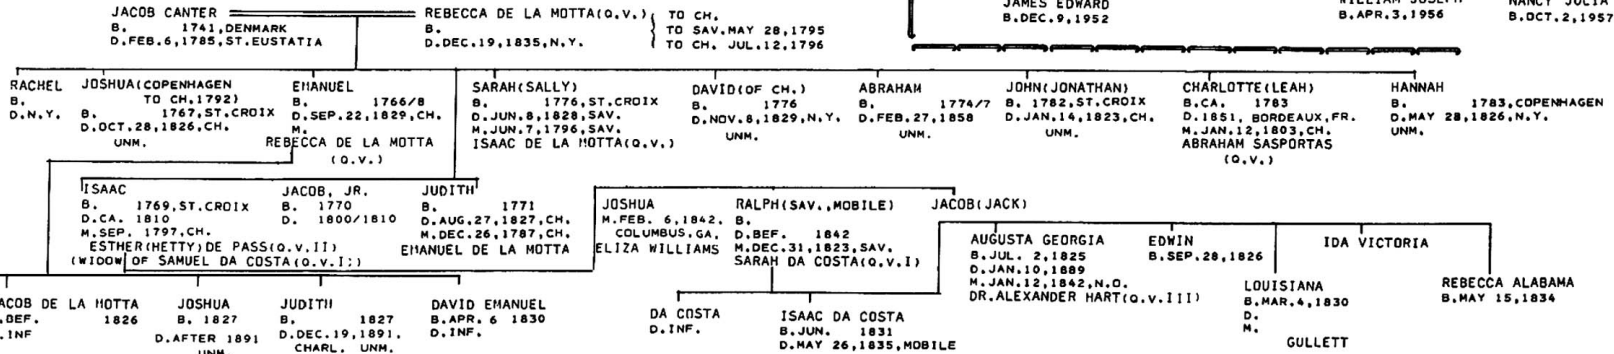 JACOB CANTER
B. 1741, DENMARK
D.FEB.6,1785,ST.EUSTATIA
REBECCA DE LA MOTTA(Q.V.)
B.
D.DEC.19,1835,N.Y.
TO CH.
TO SAV.MAY 28,1795
TO CH. JUL.12,1796
JAMES EDWARD
B.DEC.9,1952
WILLIAM JOSEPH
B.APR.3,1956
NANCY JULIA
B.OCT.2,1957
RACHEL
B.
D.N.Y.
JOSHUA(COPENHAGEN
TO CH.1792)
B. 1767,ST.CROIX
D.OCT.28,1826,CH.
UNM.
EMANUEL
B. 1766/8
D.SEP.22,1829,CH.
M.
REBECCA DE LA MOTTA
(Q.V.)
SARAH(SALLY)
B. 1776,ST.CROIX
D.JUN.8,1828,SAV.
M.JUN.7,1796,SAV.
ISAAC DE LA MOTTA(Q.V.)
DAVID(OF CH.)
B. 1776
D.NOV.8,1829,N.Y.
UNM.
ABRAHAM
B. 1774/7
D.FEB.27,1858
UNM.
JOHN(JONATHAN)
B. 1782,ST.CROIX
D.JAN.14,1823,CH.
UNM.
CHARLOTTE(LEAH)
B.CA. 1783
D.1851, BORDEAUX,FR.
M.JAN.12,1803,CH.
ABRAHAM SASPORTAS
(Q.V.)
HANNAH
B. 1783,COPENHAGEN
D.MAY 28,1826,N.Y.
UNM.
ISAAC
B. 1769,ST.CROIX
D.CA. 1810
M.SEP. 1797,CH.
ESTHER(HETTY)DE PASS(Q.V.II)
(WIDOW OF SAMUEL DA COSTA(Q.V.I))
JACOB, JR.
B. 1770
D. 1800/1810
JUDITH
B. 1771
D.AUG.27,1827,CH.
M.DEC.26,1787,CH.
EMANUEL DE LA MOTTA
JOSHUA
M.FEB. 6,1842.
COLUMBUS,GA.
ELIZA WILLIAMS
RALPH(SAV.,MOBILE)
B.
D.BEF. 1842
M.DEC.31,1823,SAV.
SARAH DA COSTA(Q.V.I)
JACOB(JACK)
AUGUSTA GEORGIA
B.JUL. 2,1825
D.JAN.10,1889
M.JAN.12,1842,N.O.
DR.ALEXANDER HART(Q.V.III)
EDWIN
B.SEP.28,1826
LOUISIANA
B.MAR.4,1830
D.
M.
GULLETT
IDA VICTORIA
REBECCA ALABAMA
B.MAY 15,1834
ACOB DE LA MOTTA
.BEF. 1826
.INF
JOSHUA
B. 1827
D.AFTER 1891
UNM.
JUDITH
B. 1827
D.DEC.19,1891.
CHARL. UNM.
DAVID EMANUEL
B.APR. 6 1830
D.INF.
DA COSTA
D.INF.
ISAAC DA COSTA
B.JUN. 1831
D.MAY 26,1835,MOBILE